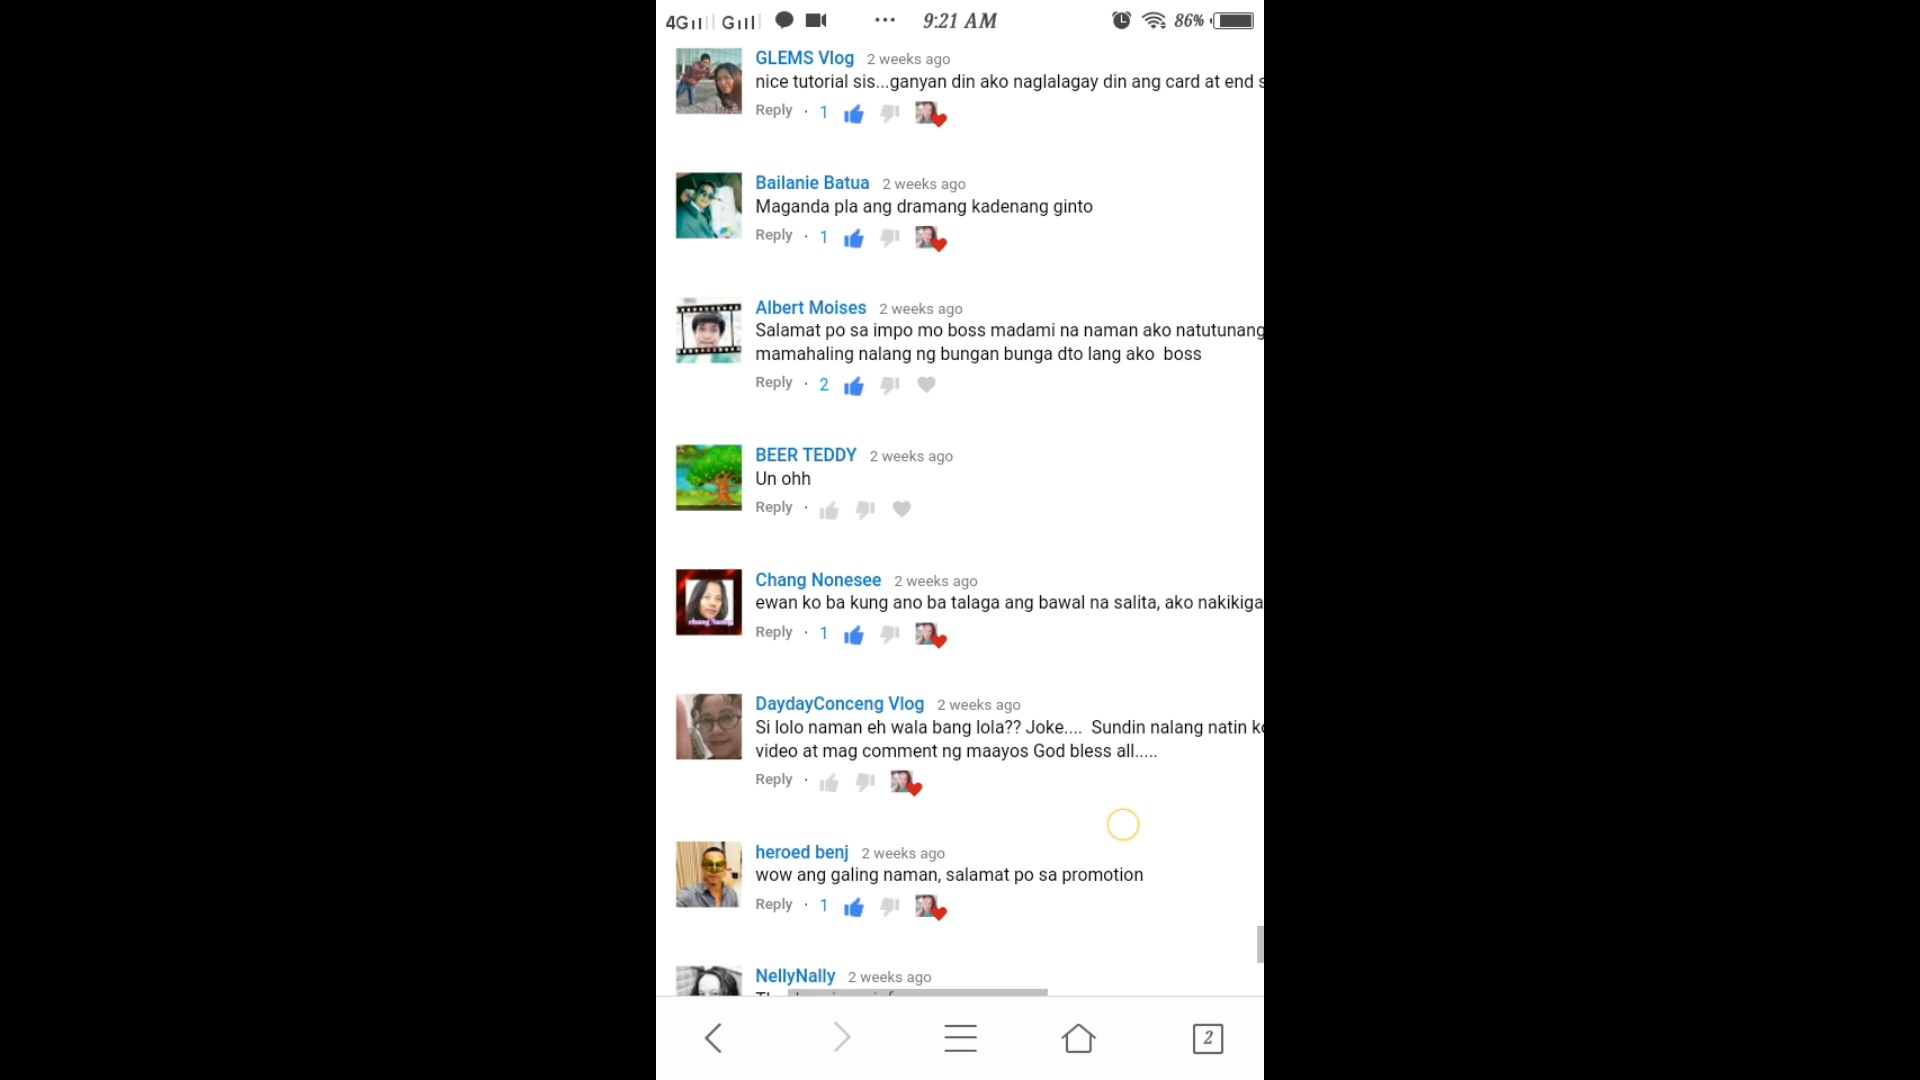 4G G ... 9:21 AM 86%
GLEMS Vlog 2 weeks ago
nice tutorial sis...ganyan din ako naglalagay din ang card at end s
Reply · 1
Bailanie Batua 2 weeks ago
Maganda pla ang dramang kadenang ginto
Reply · 1
Albert Moises 2 weeks ago
Salamat po sa impo mo boss madami na naman ako natutunang
mamahaling nalang ng bungan bunga dto lang ako boss
Reply · 2
BEER TEDDY 2 weeks ago
Un ohh
Reply ·
Chang Nonesee 2 weeks ago
ewan ko ba kung ano ba talaga ang bawal na salita, ako nakikiga
Reply · 1
DaydayConceng Vlog 2 weeks ago
Si lolo naman eh wala bang lola?? Joke.... Sundin nalang natin ko
video at mag comment ng maayos God bless all.....
Reply ·
heroed benj 2 weeks ago
wow ang galing naman, salamat po sa promotion
Reply · 1
NellyNally 2 weeks ago
2